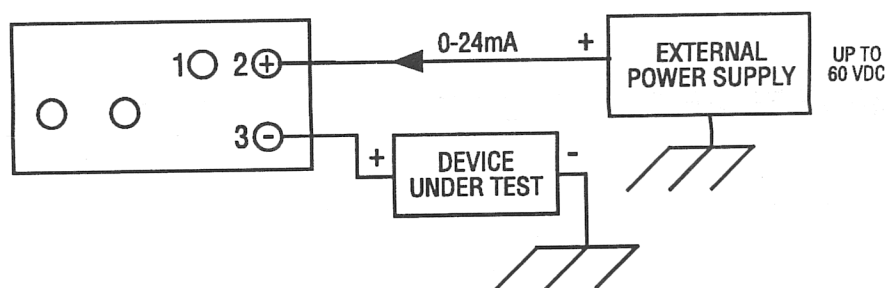 0-24mA
+
EXTERNAL
POWER SUPPLY
UP TO
60 VDC
1 2 +
3 -
+
DEVICE
UNDER TEST
-